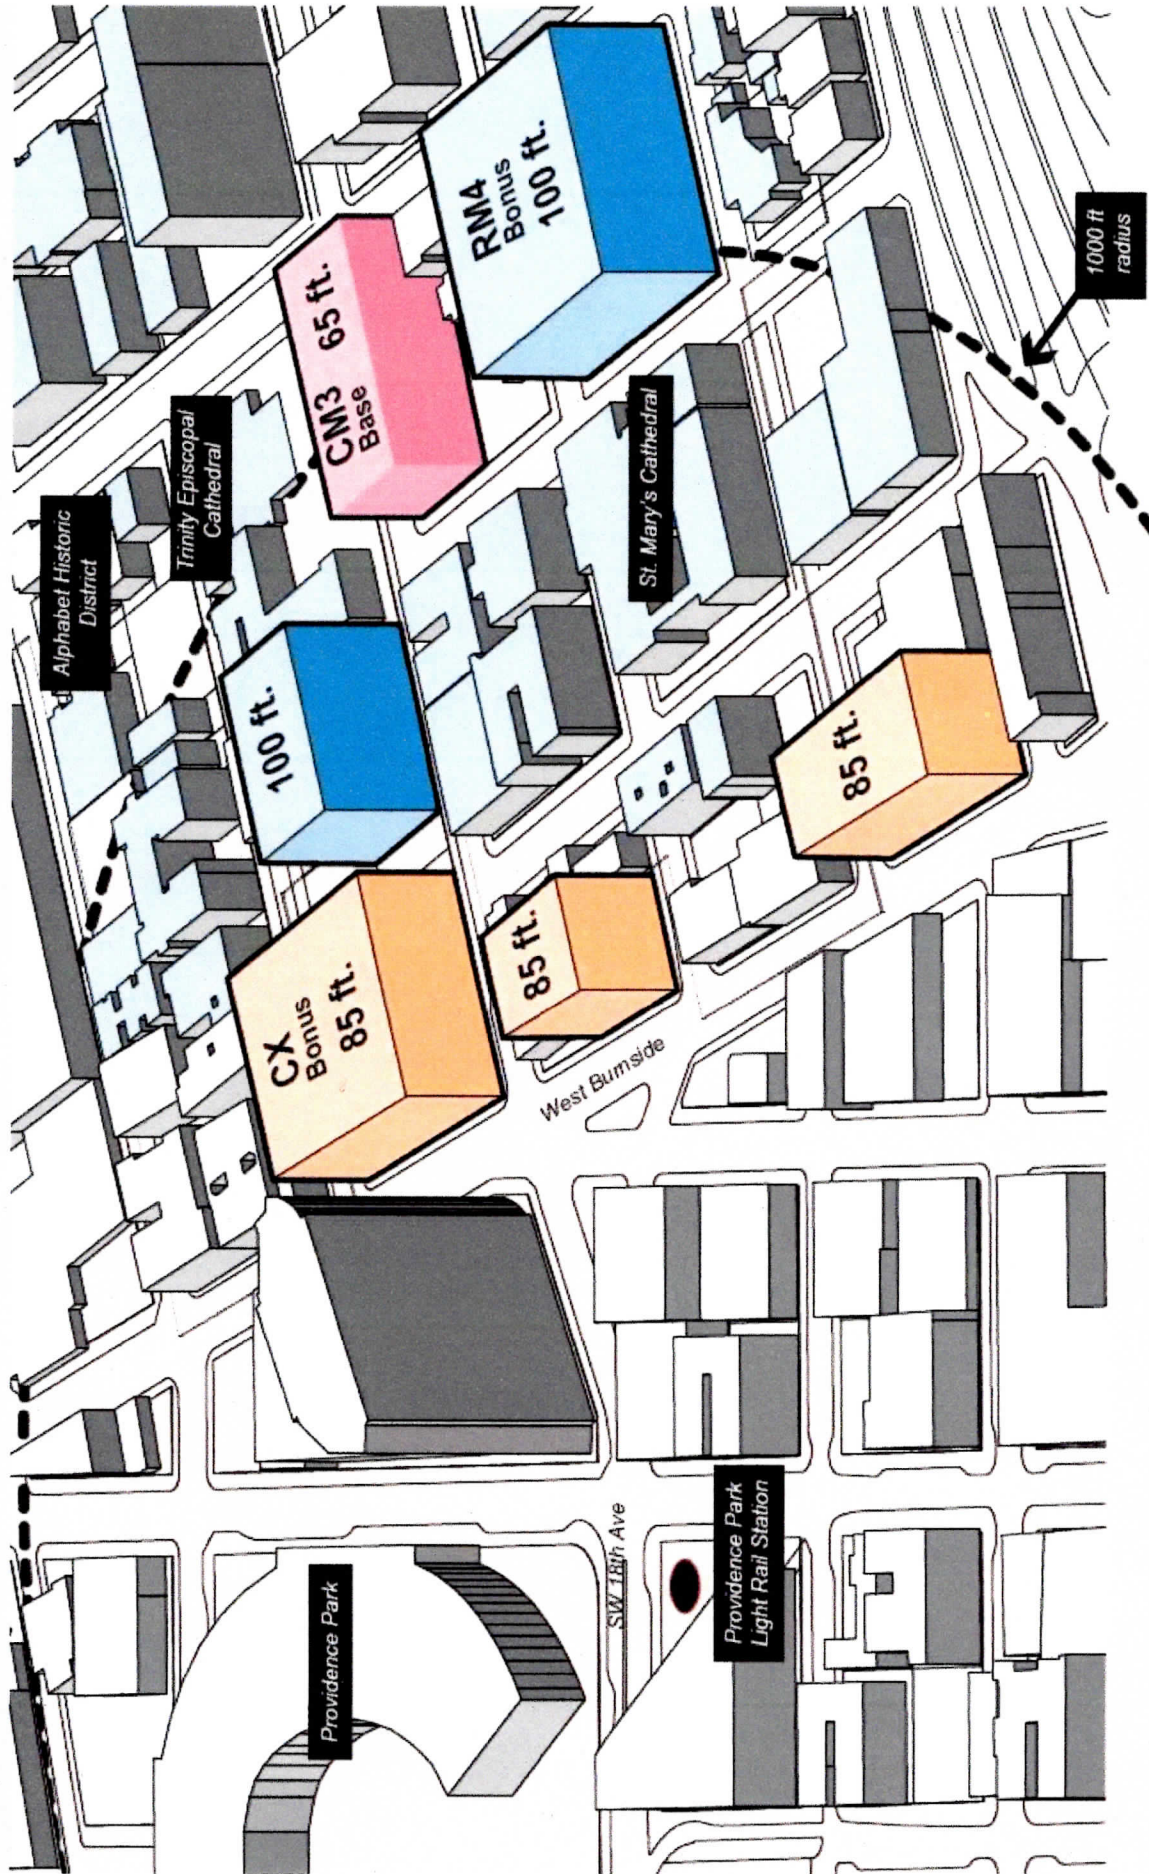 Alphabet Historic
District
Trinity Episcopal
Cathedral
CM3 65 ft.
Base
RM4
Bonus
100 ft.
100 ft.
CX
Bonus
85 ft.
85 ft.
85 ft.
St. Mary's Cathedral
1000 ft
radius
West Burnside
Providence Park
SW 18th Ave
Providence Park
Light Rail Station